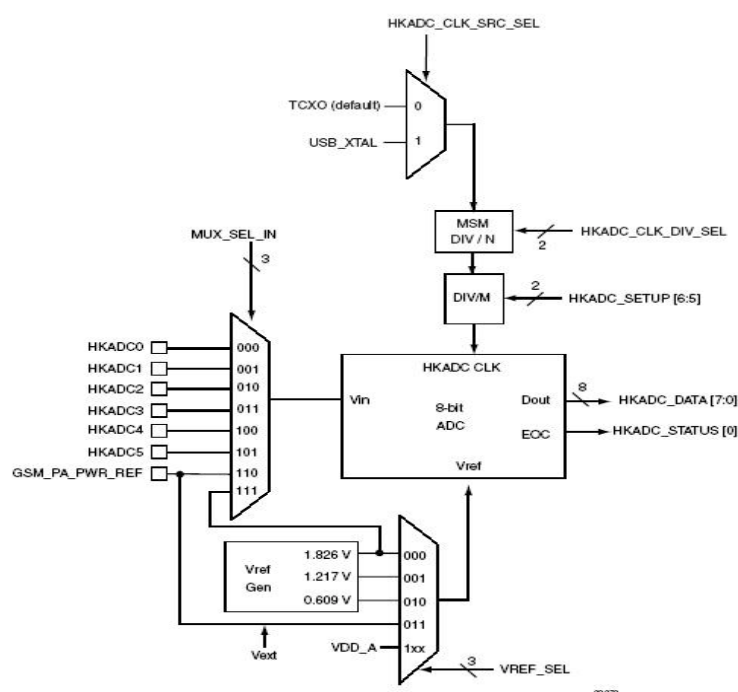 HKADC_CLK_SRC_SEL
TCXO (default)
0
USB_XTAL
1
MSM
DIV / N
HKADC_CLK_DIV_SEL
2
MUX_SEL_IN
3
DIV/M
2
HKADC_SETUP [6:5]
HKADC0
000
HKADC1
001
HKADC2
010
HKADC3
011
HKADC4
100
HKADC5
101
GSM_PA_PWR_REF
110
111
HKADC CLK
Vin
8-bit
ADC
Dout
8
HKADC_DATA [7:0]
EOC
HKADC_STATUS [0]
Vref
Vref
Gen
1.826 V
000
1.217 V
001
0.609 V
010
011
Vext
VDD_A
1xx
3
VREF_SEL